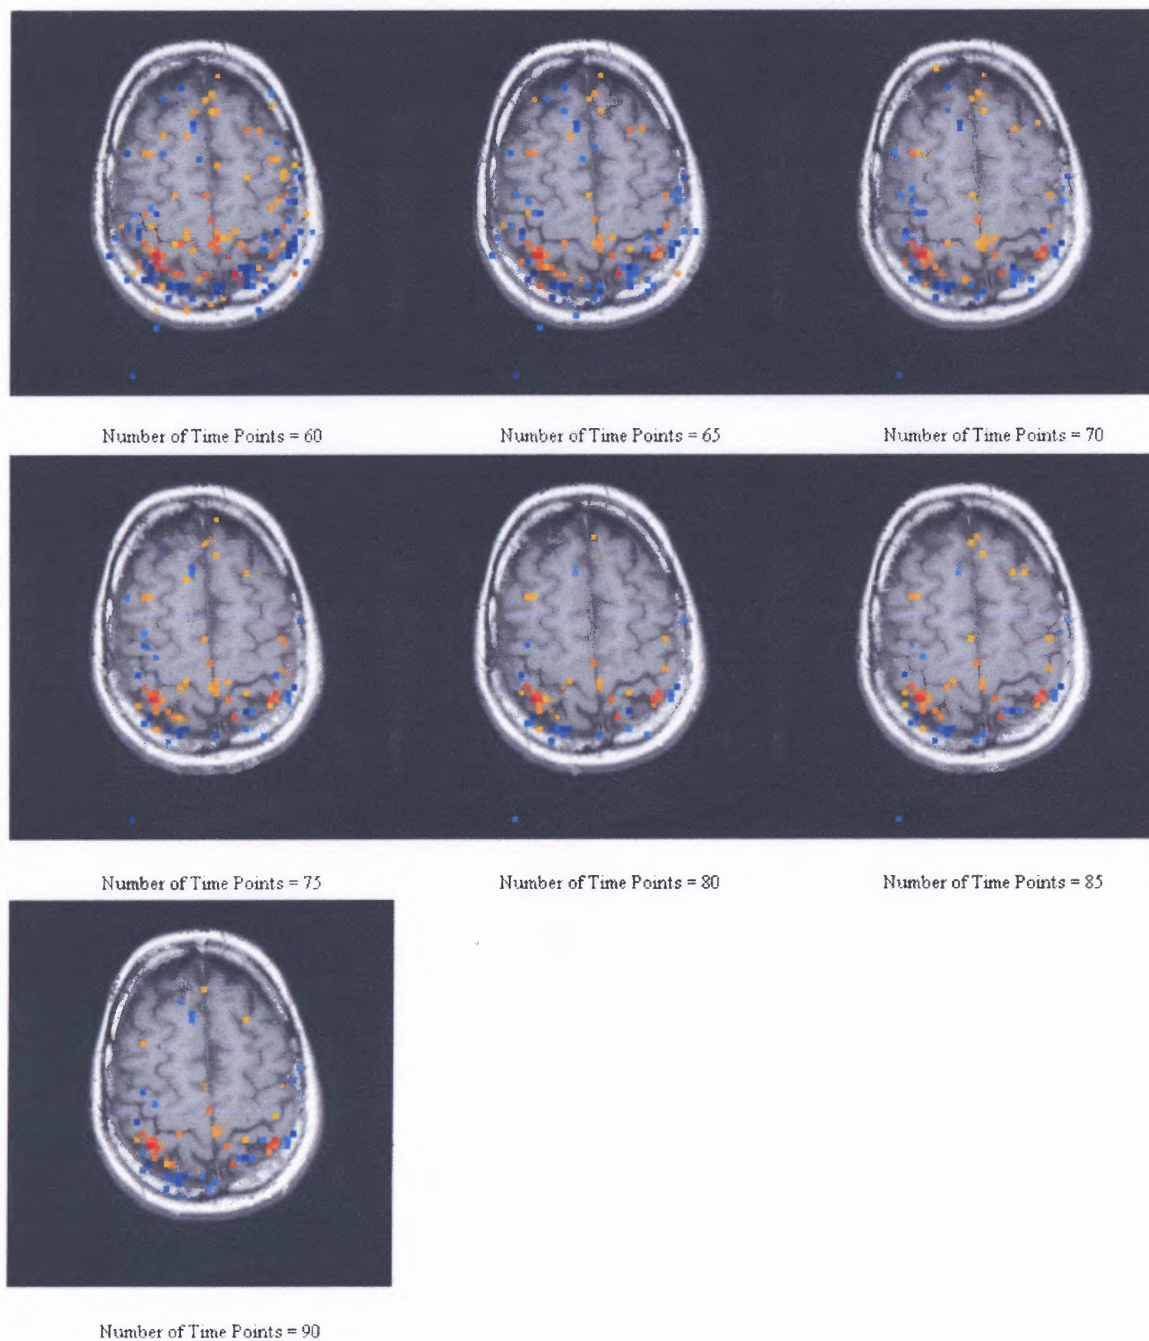 Number of Time Points = 60
Number of Time Points = 65
Number of Time Points = 70
Number of Time Points = 75
Number of Time Points = 80
Number of Time Points = 85
Number of Time Points = 90